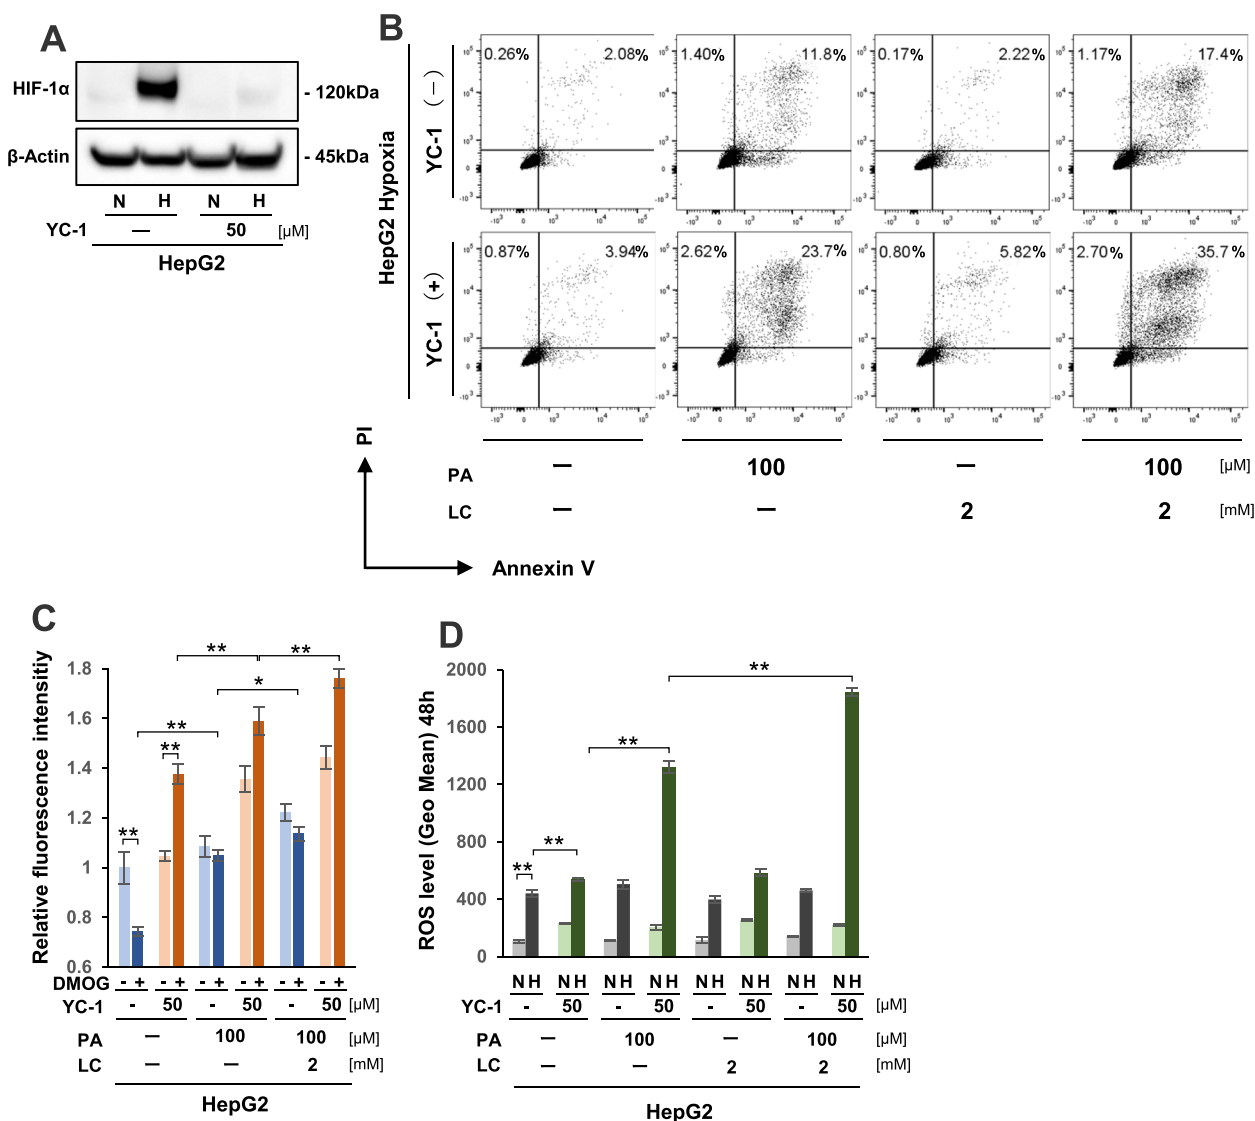 A
HIF-1α
- 120kDa
β-Actin
- 45kDa
N H N H
YC-1 — 50 [μM]
HepG2
B
HepG2 Hypoxia
YC-1 (−)
0.26% 2.08%
1.40% 11.8%
0.17% 2.22%
1.17% 17.4%
YC-1 (+)
0.87% 3.94%
2.62% 23.7%
0.80% 5.82%
2.70% 35.7%
PI
Annexin V
PA — 100 — 100 [μM]
LC — — 2 2 [mM]
C
Relative fluorescence intensitiy
1.8
1.6
1.4
1.2
1
0.8
0.6
** ** ** ** * **
DMOG - + - + - + - + - + - +
YC-1 - 50 - 50 - 50 [μM]
PA — 100 100 [μM]
LC — — 2 [mM]
HepG2
D
ROS level (Geo Mean) 48h
2000
1600
1200
800
400
0
** ** ** **
N H N H N H N H N H N H N H N H
YC-1 - 50 - 50 - 50 - 50 [μM]
PA — 100 — 100 [μM]
LC — — 2 2 [mM]
HepG2